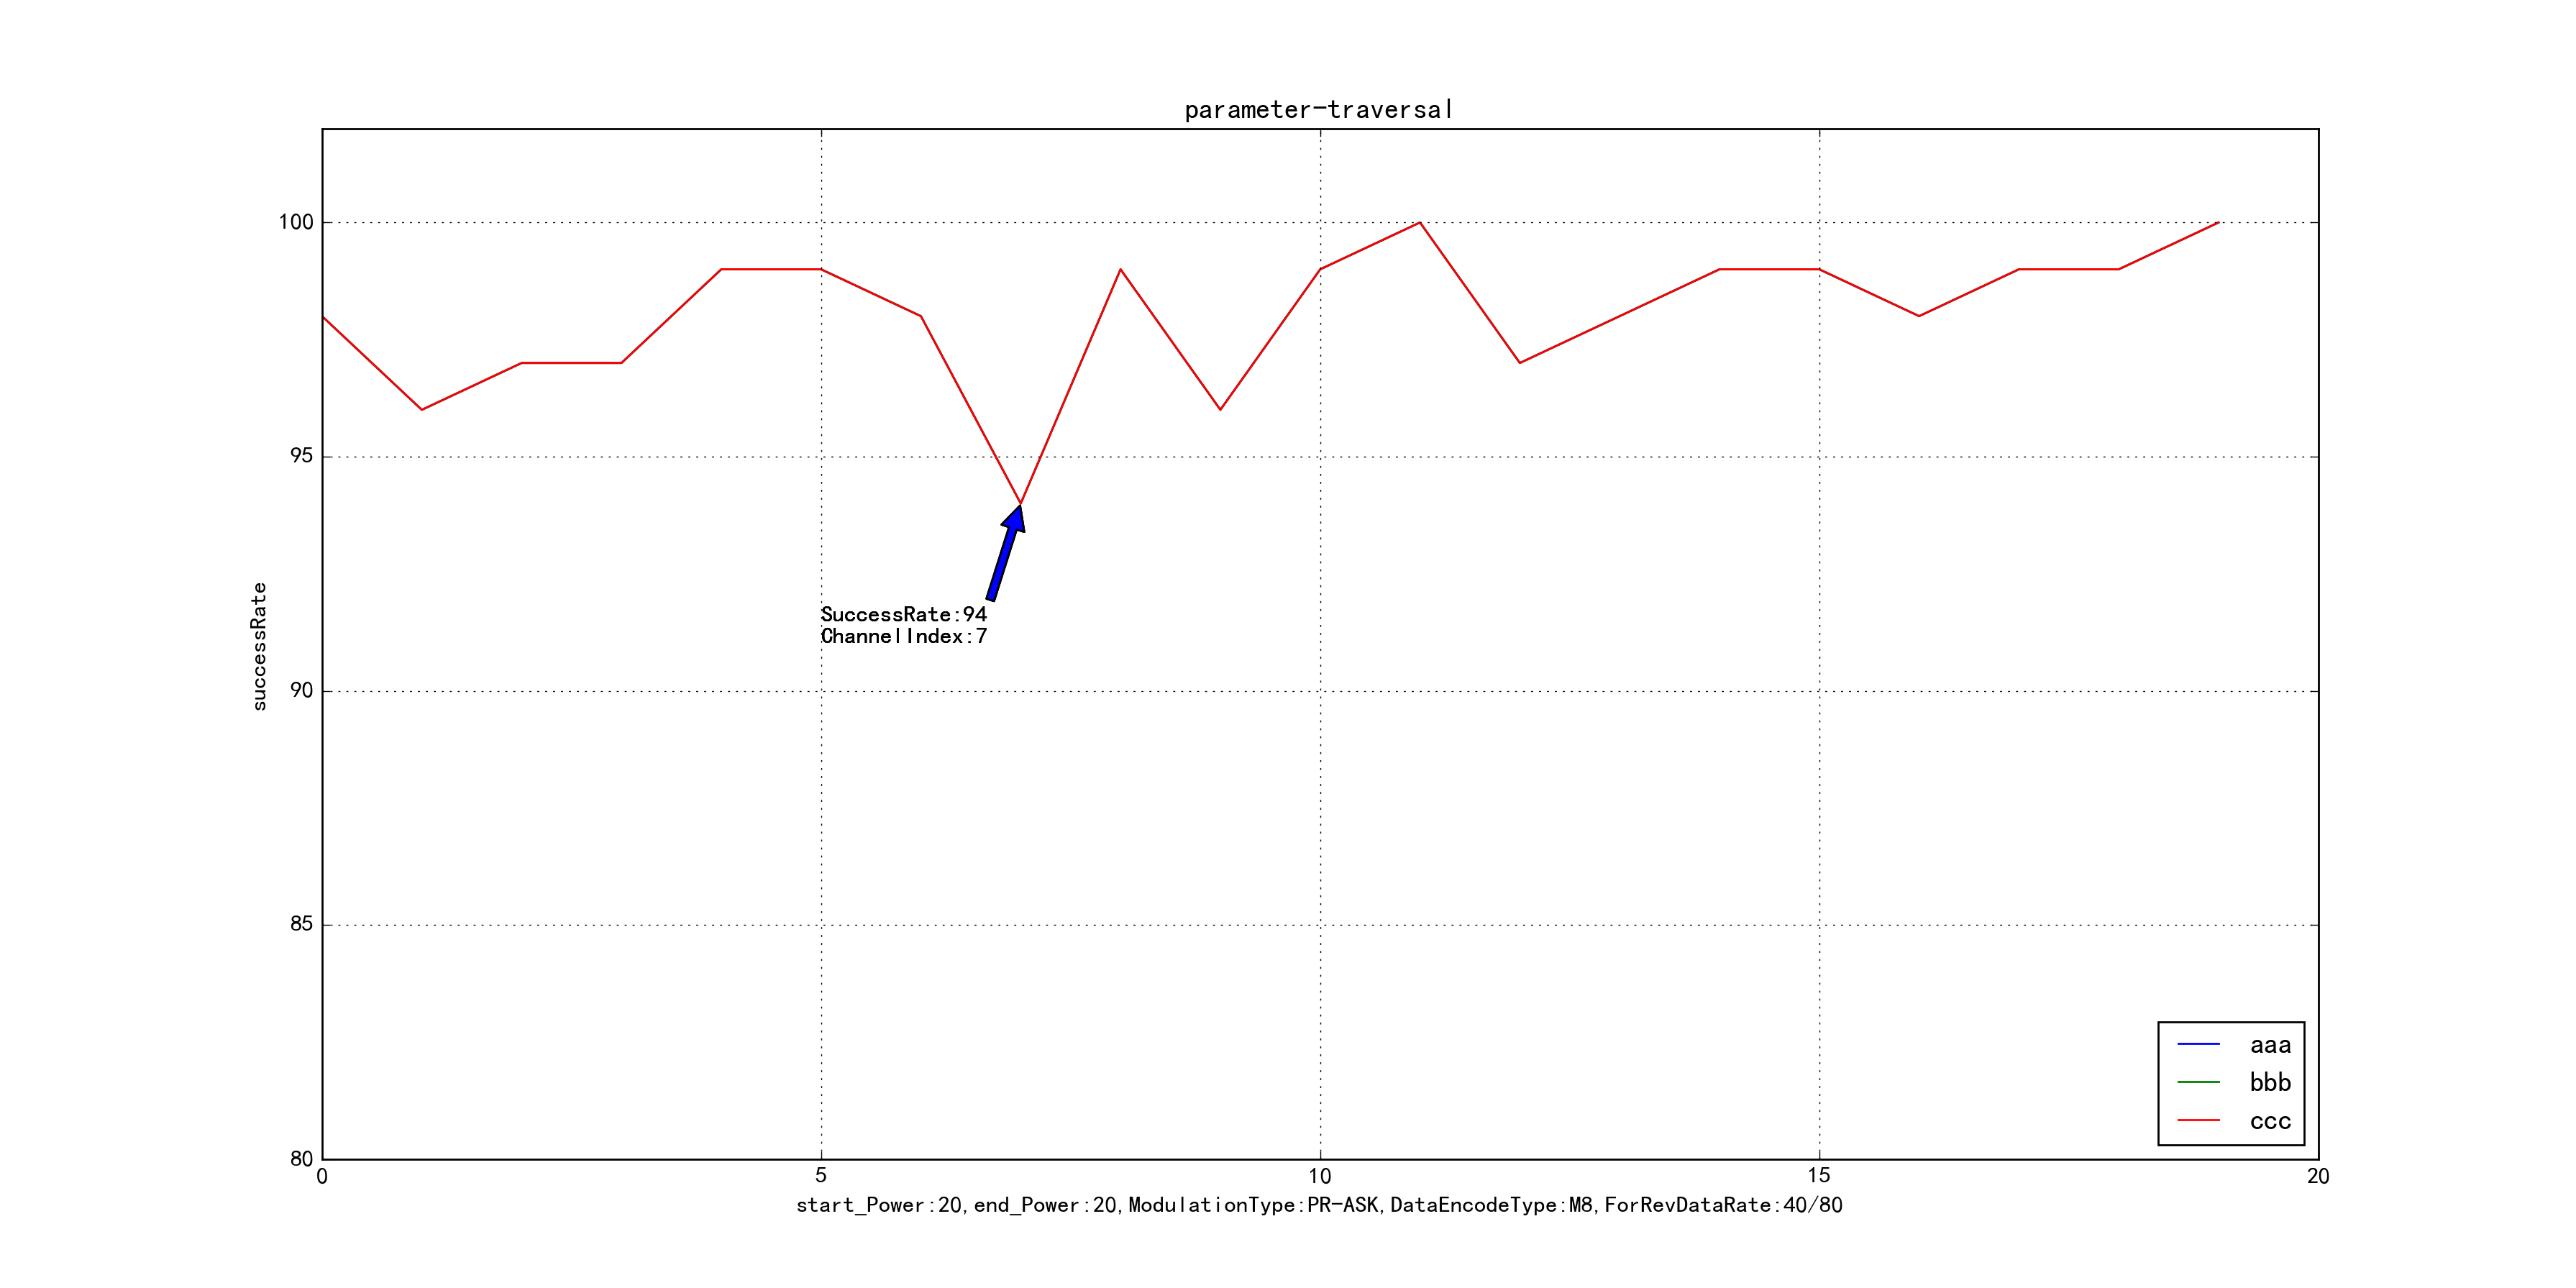 parameter-traversal
100
95
90
85
80
successRate
SuccessRate:94
ChannelIndex:7
aaa
bbb
ccc
0 5 10 15 20
start_Power:20,end_Power:20,ModulationType:PR-ASK,DataEncodeType:M8,ForRevDataRate:40/80